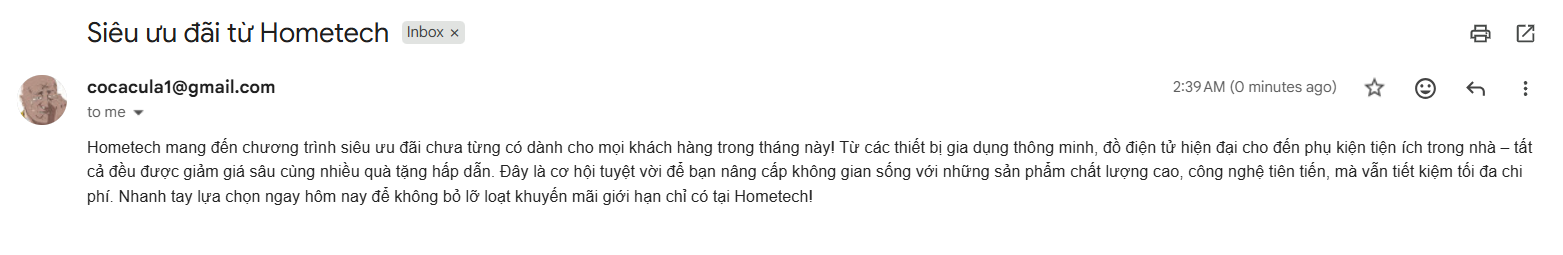 Siêu ưu đãi từ Hometech Inbox ×
cocacula1@gmail.com 2:39 AM (0 minutes ago)
to me
Hometech mang đến chương trình siêu ưu đãi chưa từng có dành cho mọi khách hàng trong tháng này! Từ các thiết bị gia dụng thông minh, đồ điện tử hiện đại cho đến phụ kiện tiện ích trong nhà – tất
cả đều được giảm giá sâu cùng nhiều quà tặng hấp dẫn. Đây là cơ hội tuyệt vời để bạn nâng cấp không gian sống với những sản phẩm chất lượng cao, công nghệ tiên tiến, mà vẫn tiết kiệm tối đa chi
phí. Nhanh tay lựa chọn ngay hôm nay để không bỏ lỡ loạt khuyến mãi giới hạn chỉ có tại Hometech!